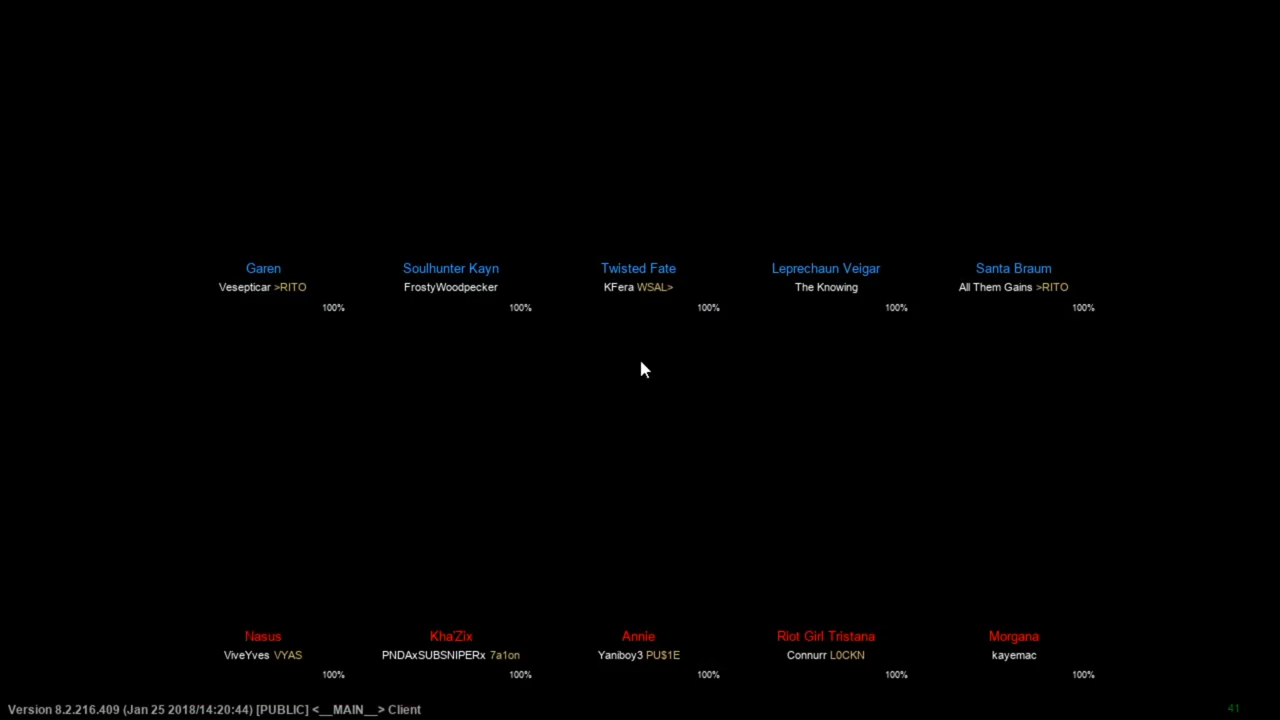 Garen Soulhunter Kayn Twisted Fate Leprechaun Veigar Santa Braum
Vesepticar >RITO FrostyWoodpecker KFera WSAL> The Knowing All Them Gains >RITO
100% 100% 100% 100% 100%
Nasus Kha'Zix Annie Riot Girl Tristana Morgana
ViveYves VYAS PNDAxSUBSNIPERx 7a1on Yaniboy3 PU$1E Connurr L0CKN kayemac
100% 100% 100% 100% 100%
Version 8.2.216.409 (Jan 25 2018/14:20:44) [PUBLIC] <__MAIN__> Client 41